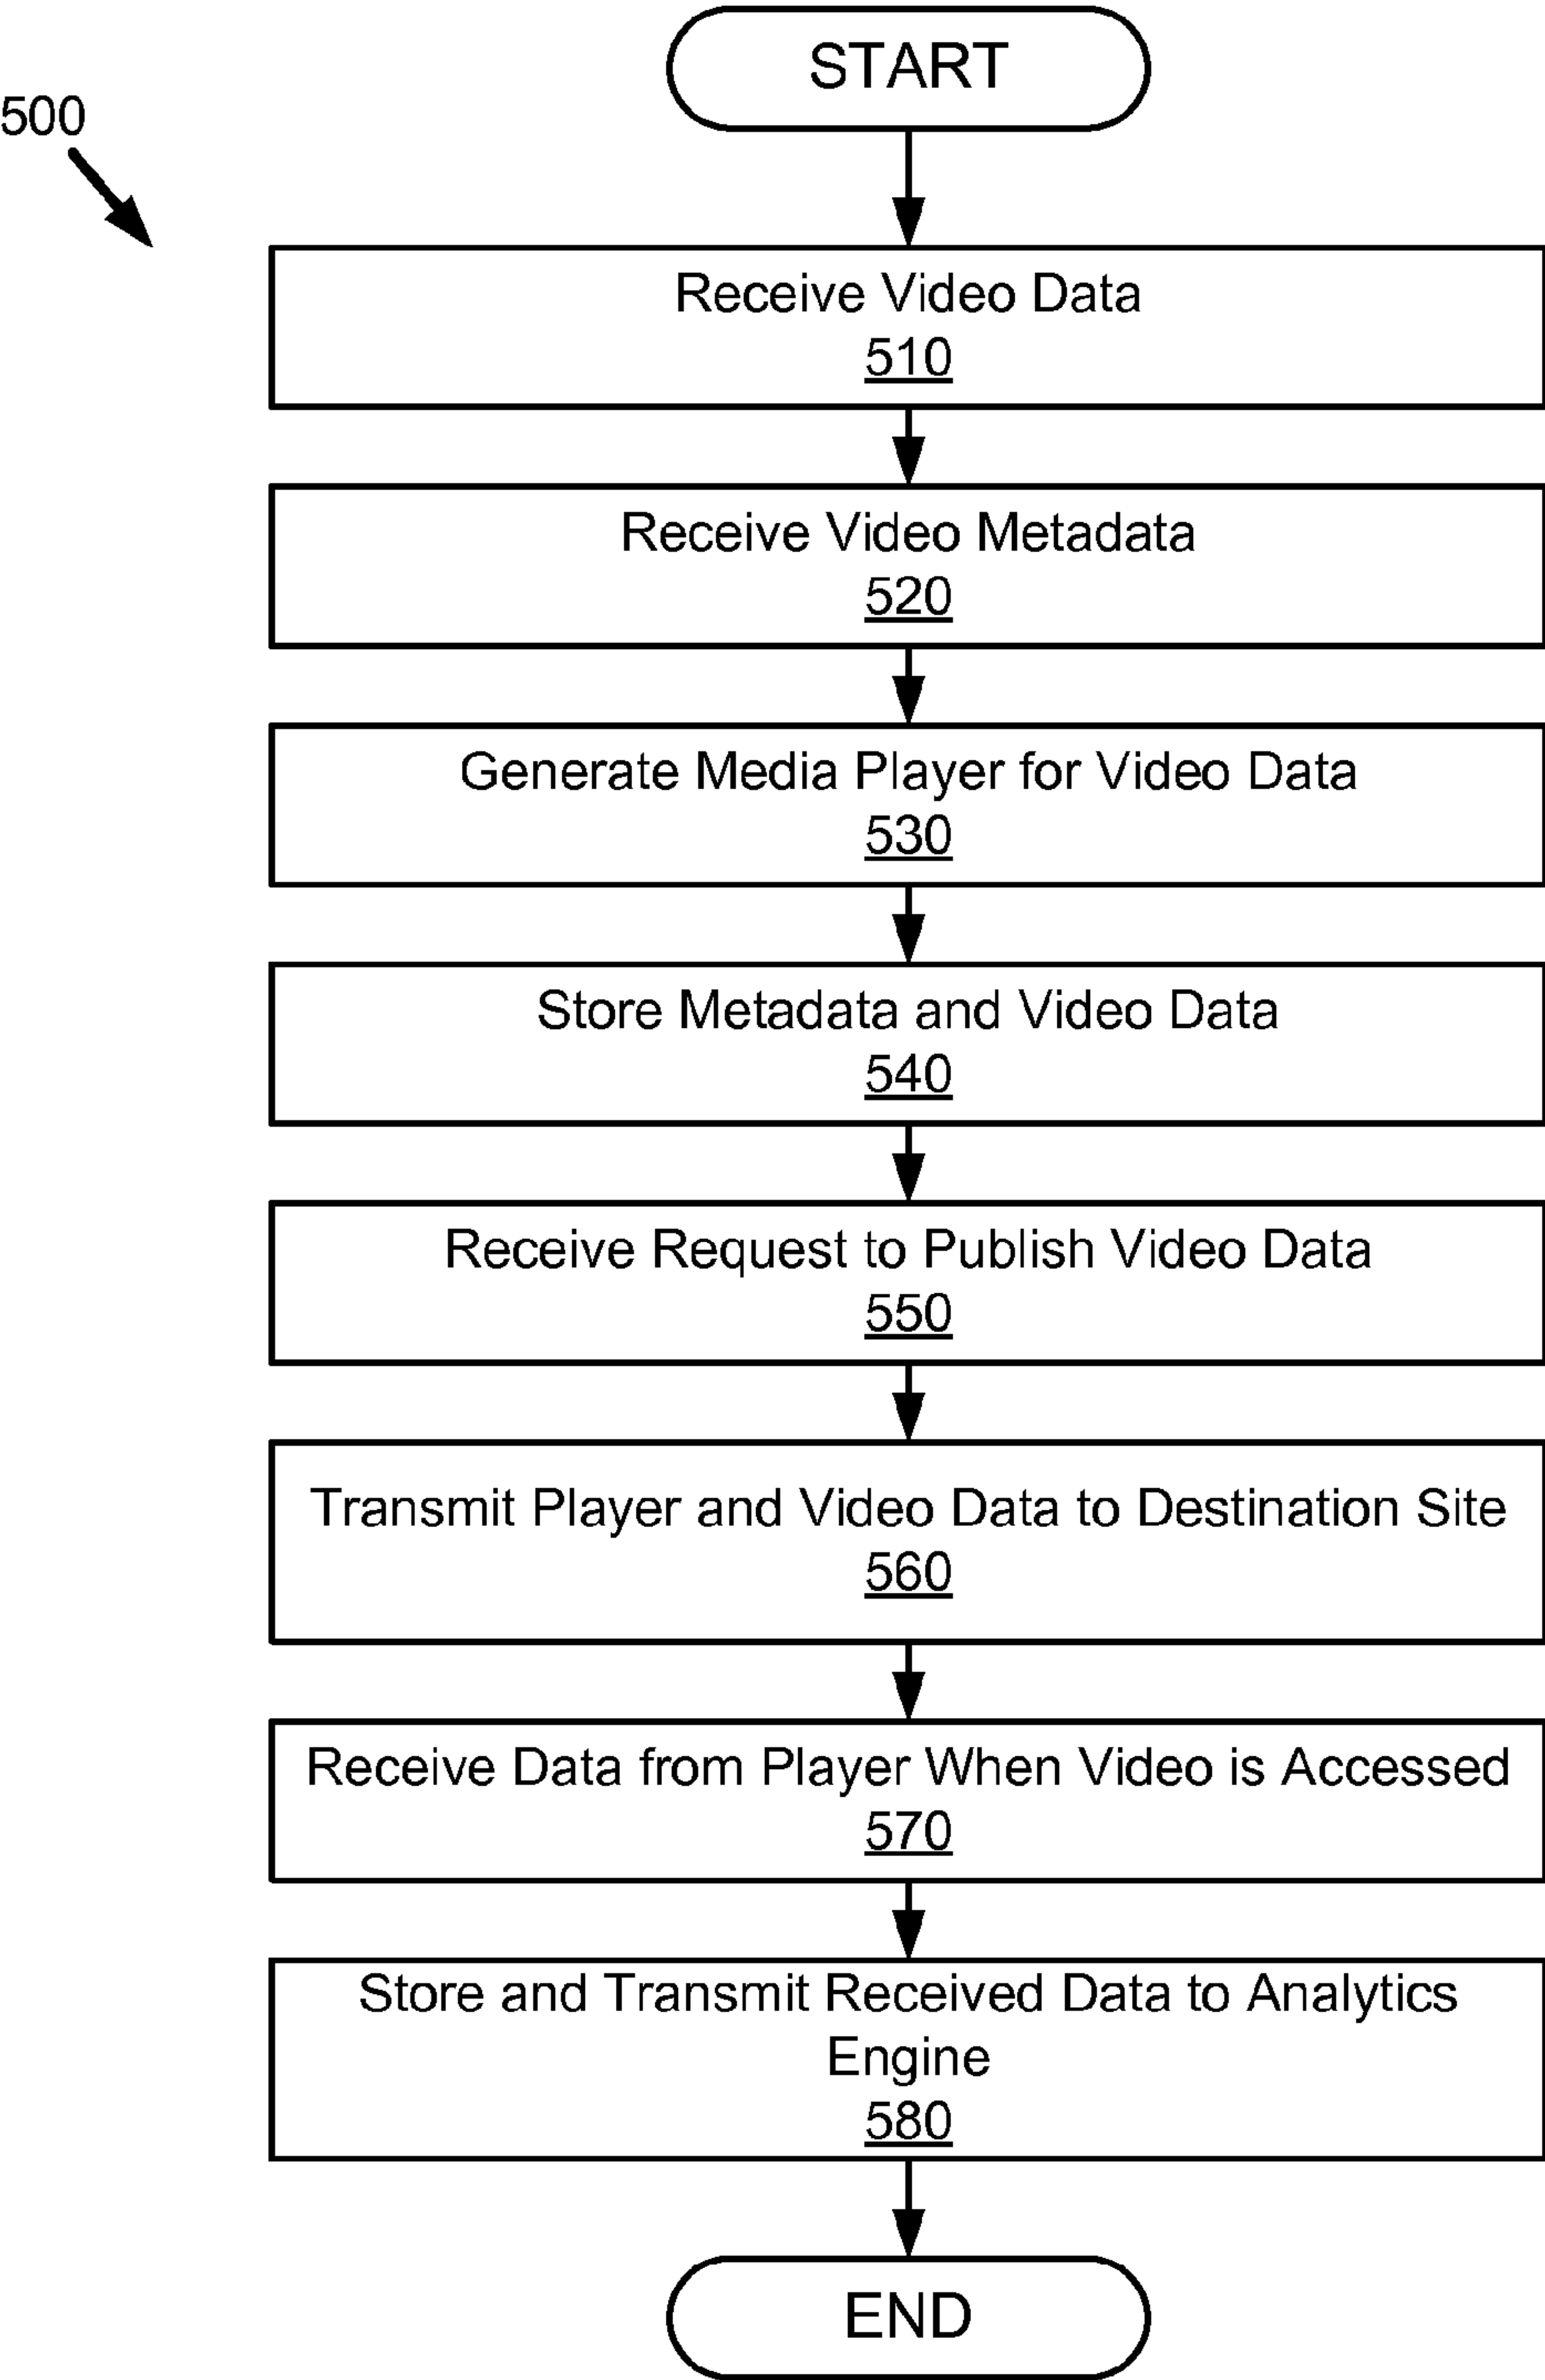 START
500
Receive Video Data
510
Receive Video Metadata
520
Generate Media Player for Video Data
530
Store Metadata and Video Data
540
Receive Request to Publish Video Data
550
Transmit Player and Video Data to Destination Site
560
Receive Data from Player When Video is Accessed
570
Store and Transmit Received Data to Analytics
Engine
580
END